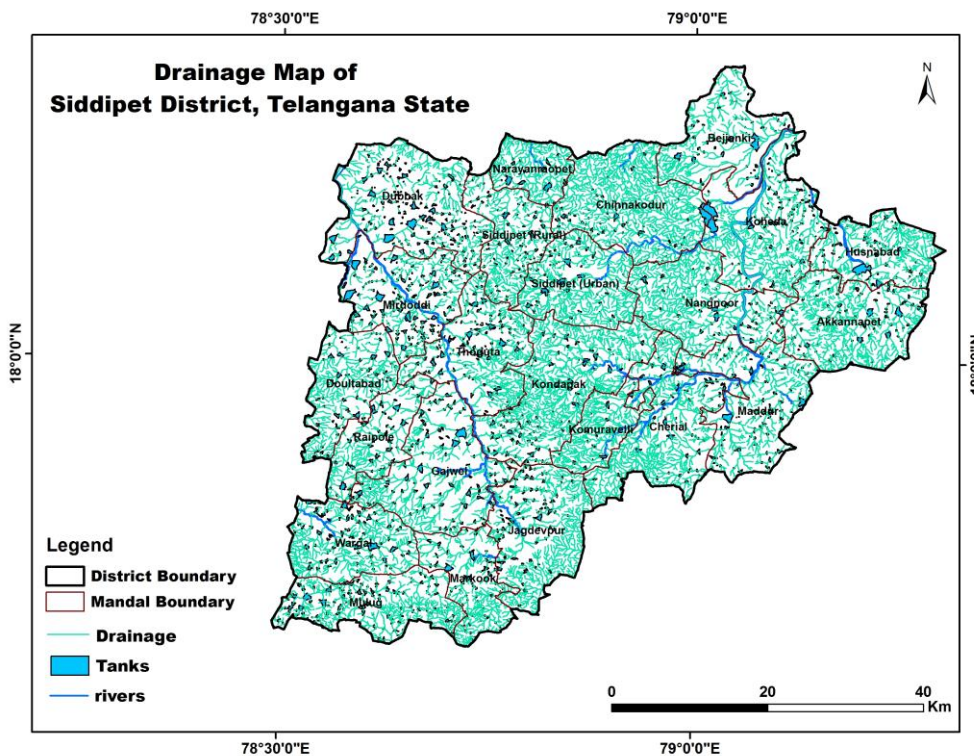 78°30'0"E
79°0'0"E
Drainage Map of
Siddipet District, Telangana State
N
Bejjenki
Narayanraopet
Dubbak
Chinnakodur
Koheda
Siddipet (Rural)
Husnabad
Siddipet (Urban)
Mirdoddi
Nangnoor
Akkannapet
18°0'0"N
Thoguta
Doultabad
Kondapak
Maddur
Raipole
Komuravelli
Cherial
Gajwel
Jagdevpur
Wargal
Markook
Mulug
Legend
District Boundary
Mandal Boundary
Drainage
Tanks
rivers
0
20
40
Km
78°30'0"E
79°0'0"E